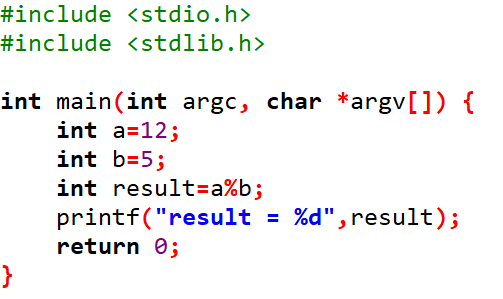 #include <stdio.h>
#include <stdlib.h>

int main(int argc, char *argv[]) {
    int a=12;
    int b=5;
    int result=a%b;
    printf("result = %d",result);
    return 0;
}